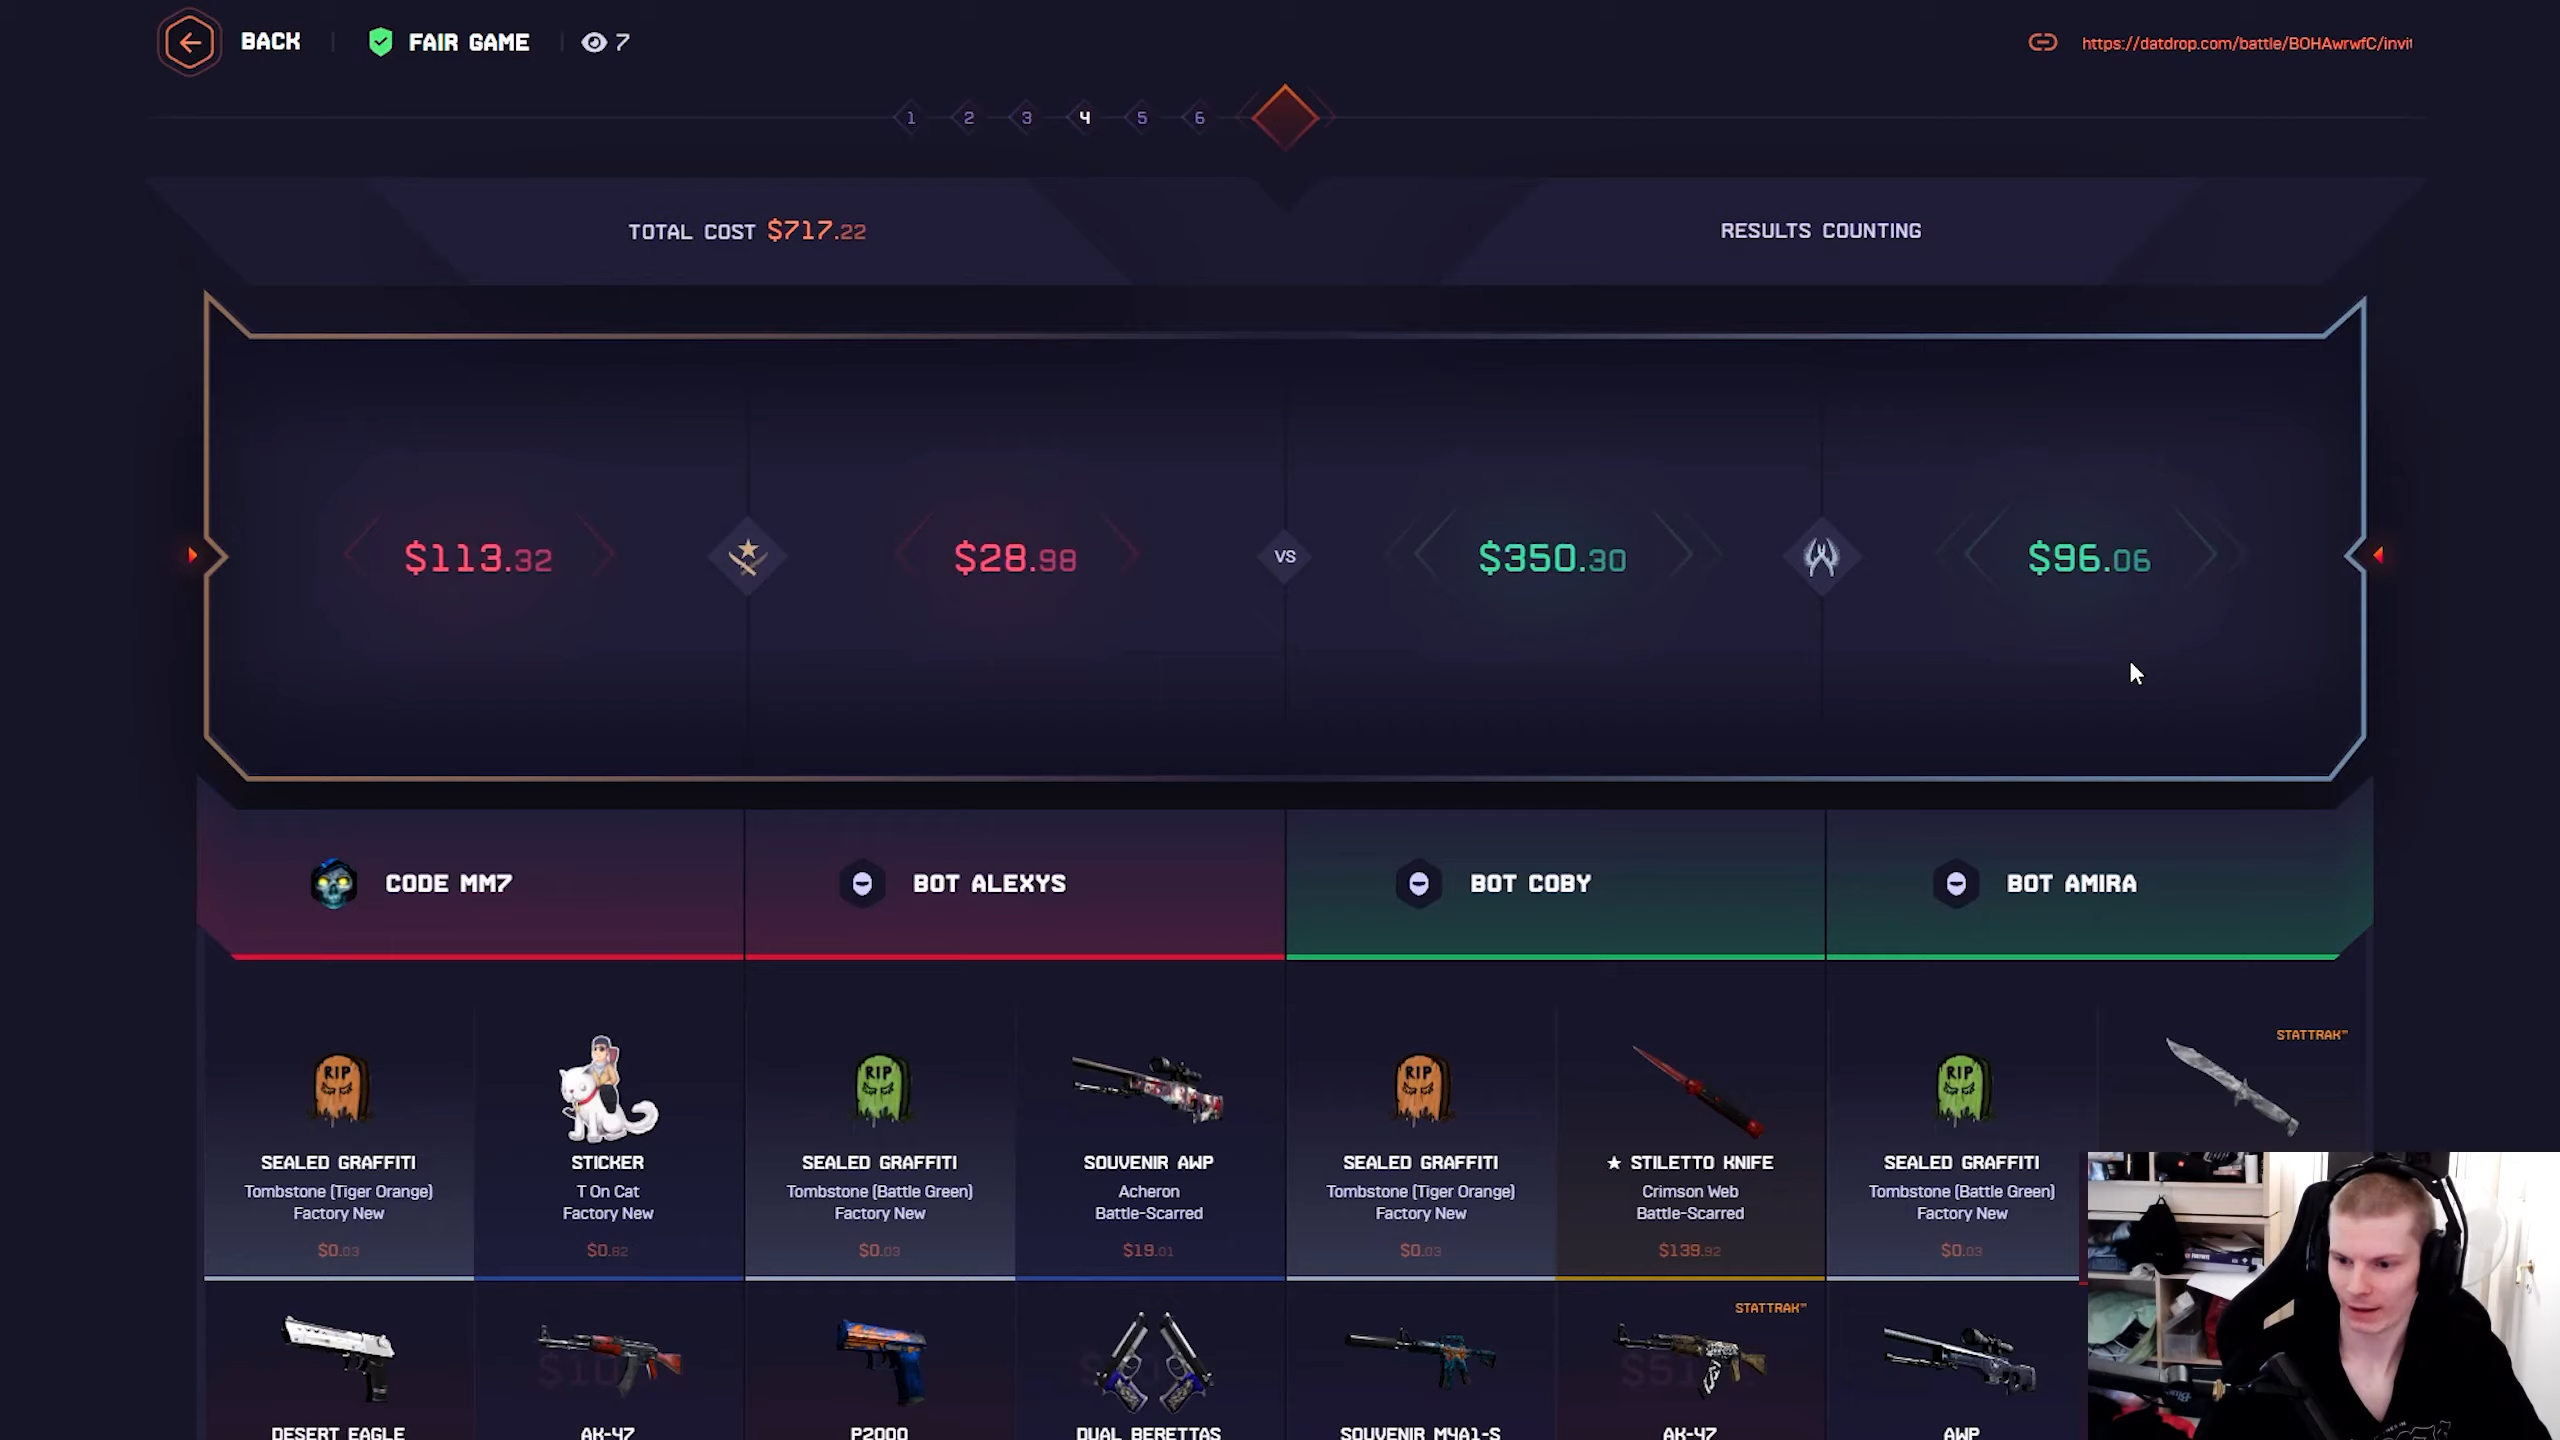 BACK
FAIR GAME
7
https://datdrop.com/battle/BOHAwrwfC/invit
1 2 3 4 5 6
TOTAL COST $717.22
RESULTS COUNTING
$113.32
$28.98
VS
$350.30
$96.06
CODE MM7
BOT ALEXYS
BOT COBY
BOT AMIRA
RIP
SEALED GRAFFITI
Tombstone (Tiger Orange)
Factory New
$0.03
STICKER
T On Cat
Factory New
$0.82
RIP
SEALED GRAFFITI
Tombstone (Battle Green)
Factory New
$0.03
SOUVENIR AWP
Acheron
Battle-Scarred
$19.01
RIP
SEALED GRAFFITI
Tombstone (Tiger Orange)
Factory New
$0.03
★ STILETTO KNIFE
Crimson Web
Battle-Scarred
$139.92
RIP
SEALED GRAFFITI
Tombstone (Battle Green)
Factory New
$0.03
STATTRAK™
DESERT EAGLE
AK-47
P2000
DUAL BERETTAS
SOUVENIR M4A1-S
STATTRAK™
AK-47
AWP